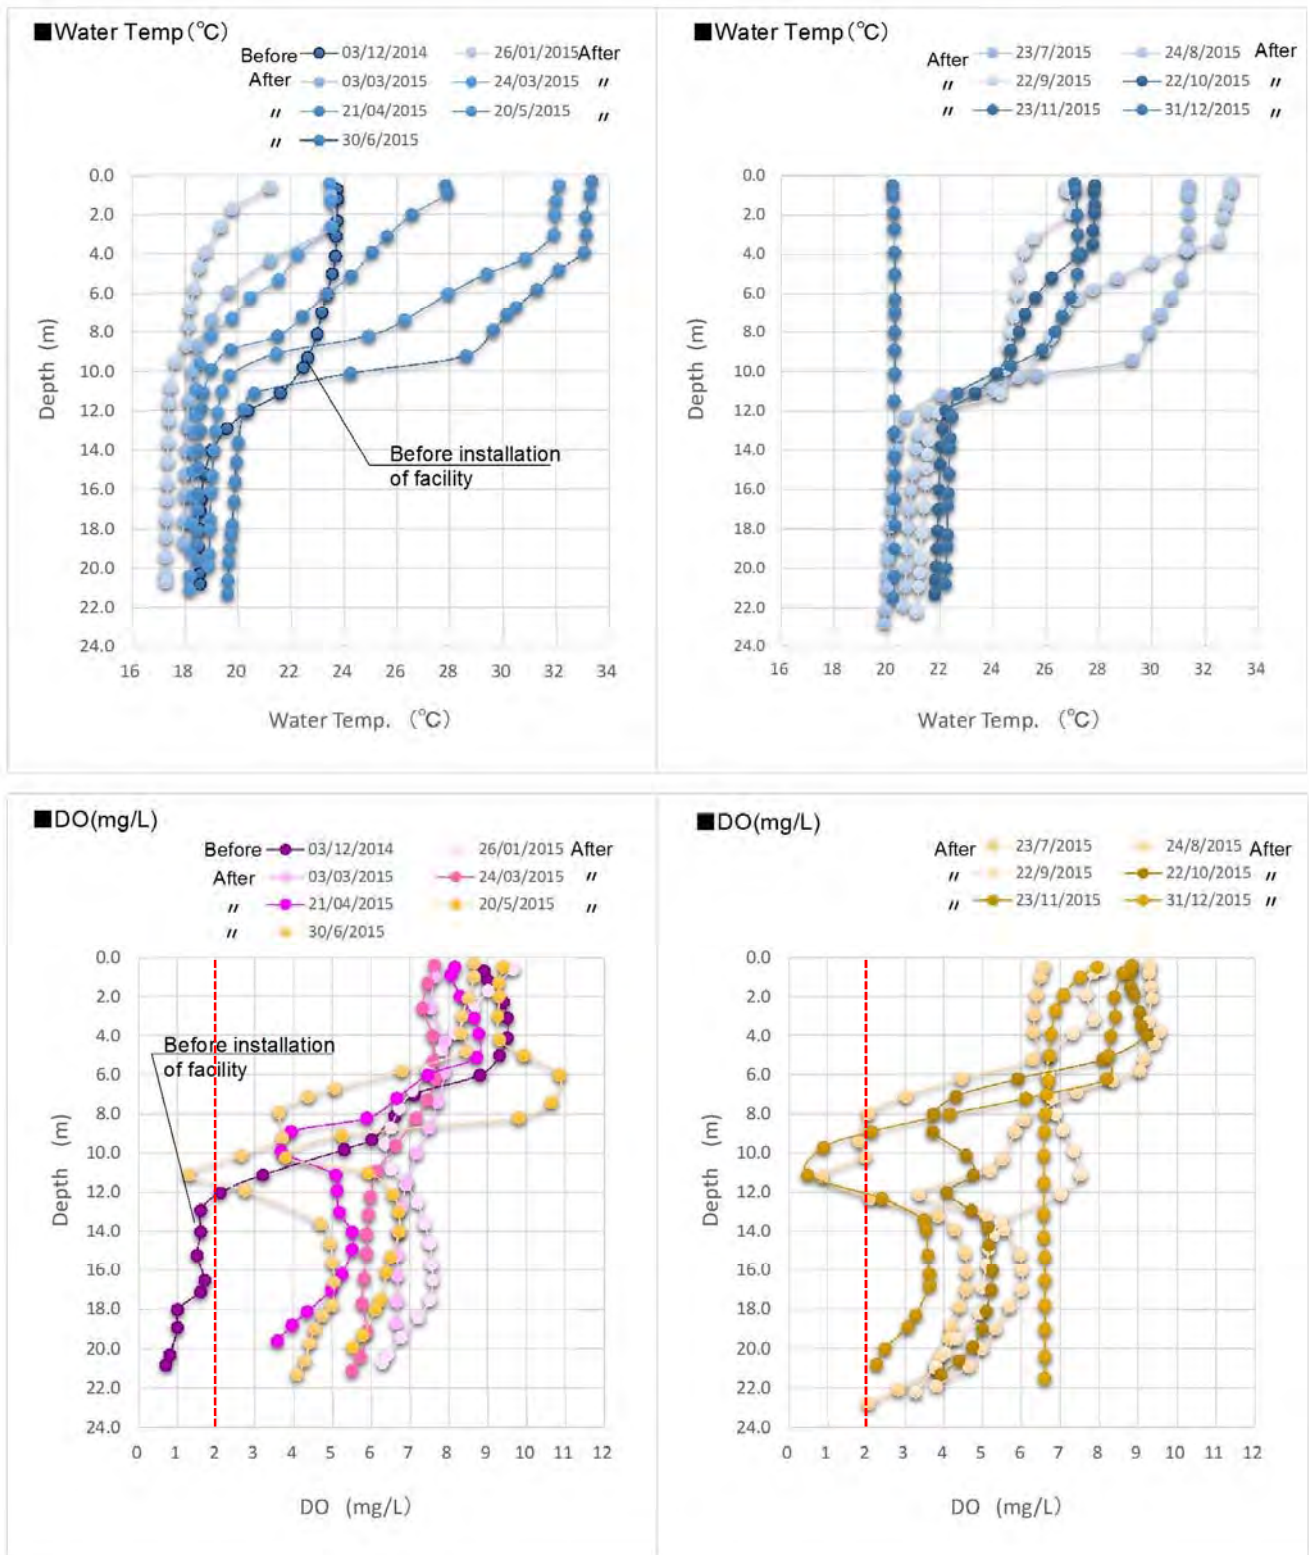 ■Water Temp(℃)
Before 03/12/2014 26/01/2015 After
After 03/03/2015 24/03/2015 〃
〃 21/04/2015 20/5/2015 〃
〃 30/6/2015
0.0
2.0
4.0
6.0
8.0
10.0
12.0
14.0
16.0
18.0
20.0
22.0
24.0
Depth (m)
Before installation
of facility
16 18 20 22 24 26 28 30 32 34
Water Temp. (℃)
■Water Temp(℃)
After 23/7/2015 24/8/2015 After
〃 22/9/2015 22/10/2015 〃
〃 23/11/2015 31/12/2015 〃
0.0
2.0
4.0
6.0
8.0
10.0
12.0
14.0
16.0
18.0
20.0
22.0
24.0
Depth (m)
16 18 20 22 24 26 28 30 32 34
Water Temp. (℃)
■DO(mg/L)
Before 03/12/2014 26/01/2015 After
After 03/03/2015 24/03/2015 〃
〃 21/04/2015 20/5/2015 〃
〃 30/6/2015
0.0
2.0
4.0
6.0
8.0
10.0
12.0
14.0
16.0
18.0
20.0
22.0
24.0
Depth (m)
Before installation
of facility
0 1 2 3 4 5 6 7 8 9 10 11 12
DO (mg/L)
■DO(mg/L)
After 23/7/2015 24/8/2015 After
〃 22/9/2015 22/10/2015 〃
〃 23/11/2015 31/12/2015 〃
0.0
2.0
4.0
6.0
8.0
10.0
12.0
14.0
16.0
18.0
20.0
22.0
24.0
Depth (m)
0 1 2 3 4 5 6 7 8 9 10 11 12
DO (mg/L)